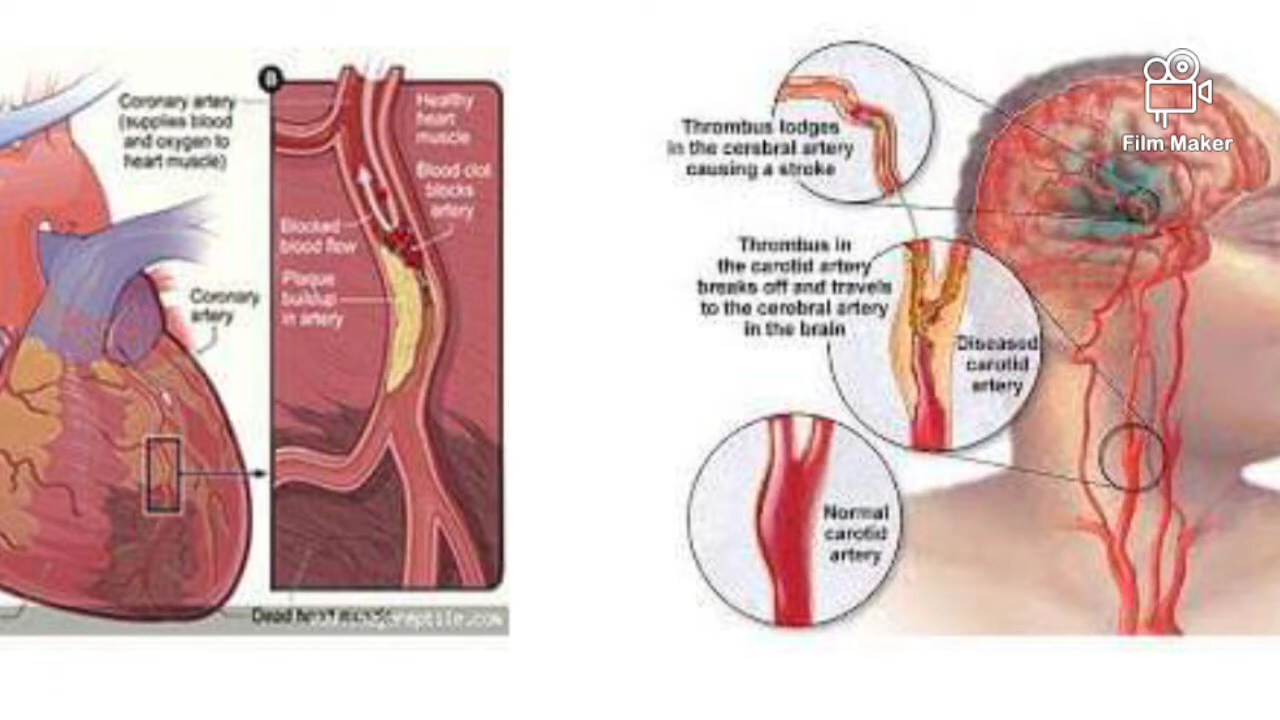 Coronary artery
(supplies blood
and oxygen to
heart muscle)
Coronary
artery
B
Healthy
heart
muscle
Blood clot
blocks
artery
Blocked
blood flow
Plaque
buildup
in artery
Dead heart muscle
Thrombus lodges
in the cerebral artery
causing a stroke
Thrombus in
the carotid artery
breaks off and travels
to the cerebral artery
in the brain
Diseased
carotid
artery
Normal
carotid
artery
Film Maker